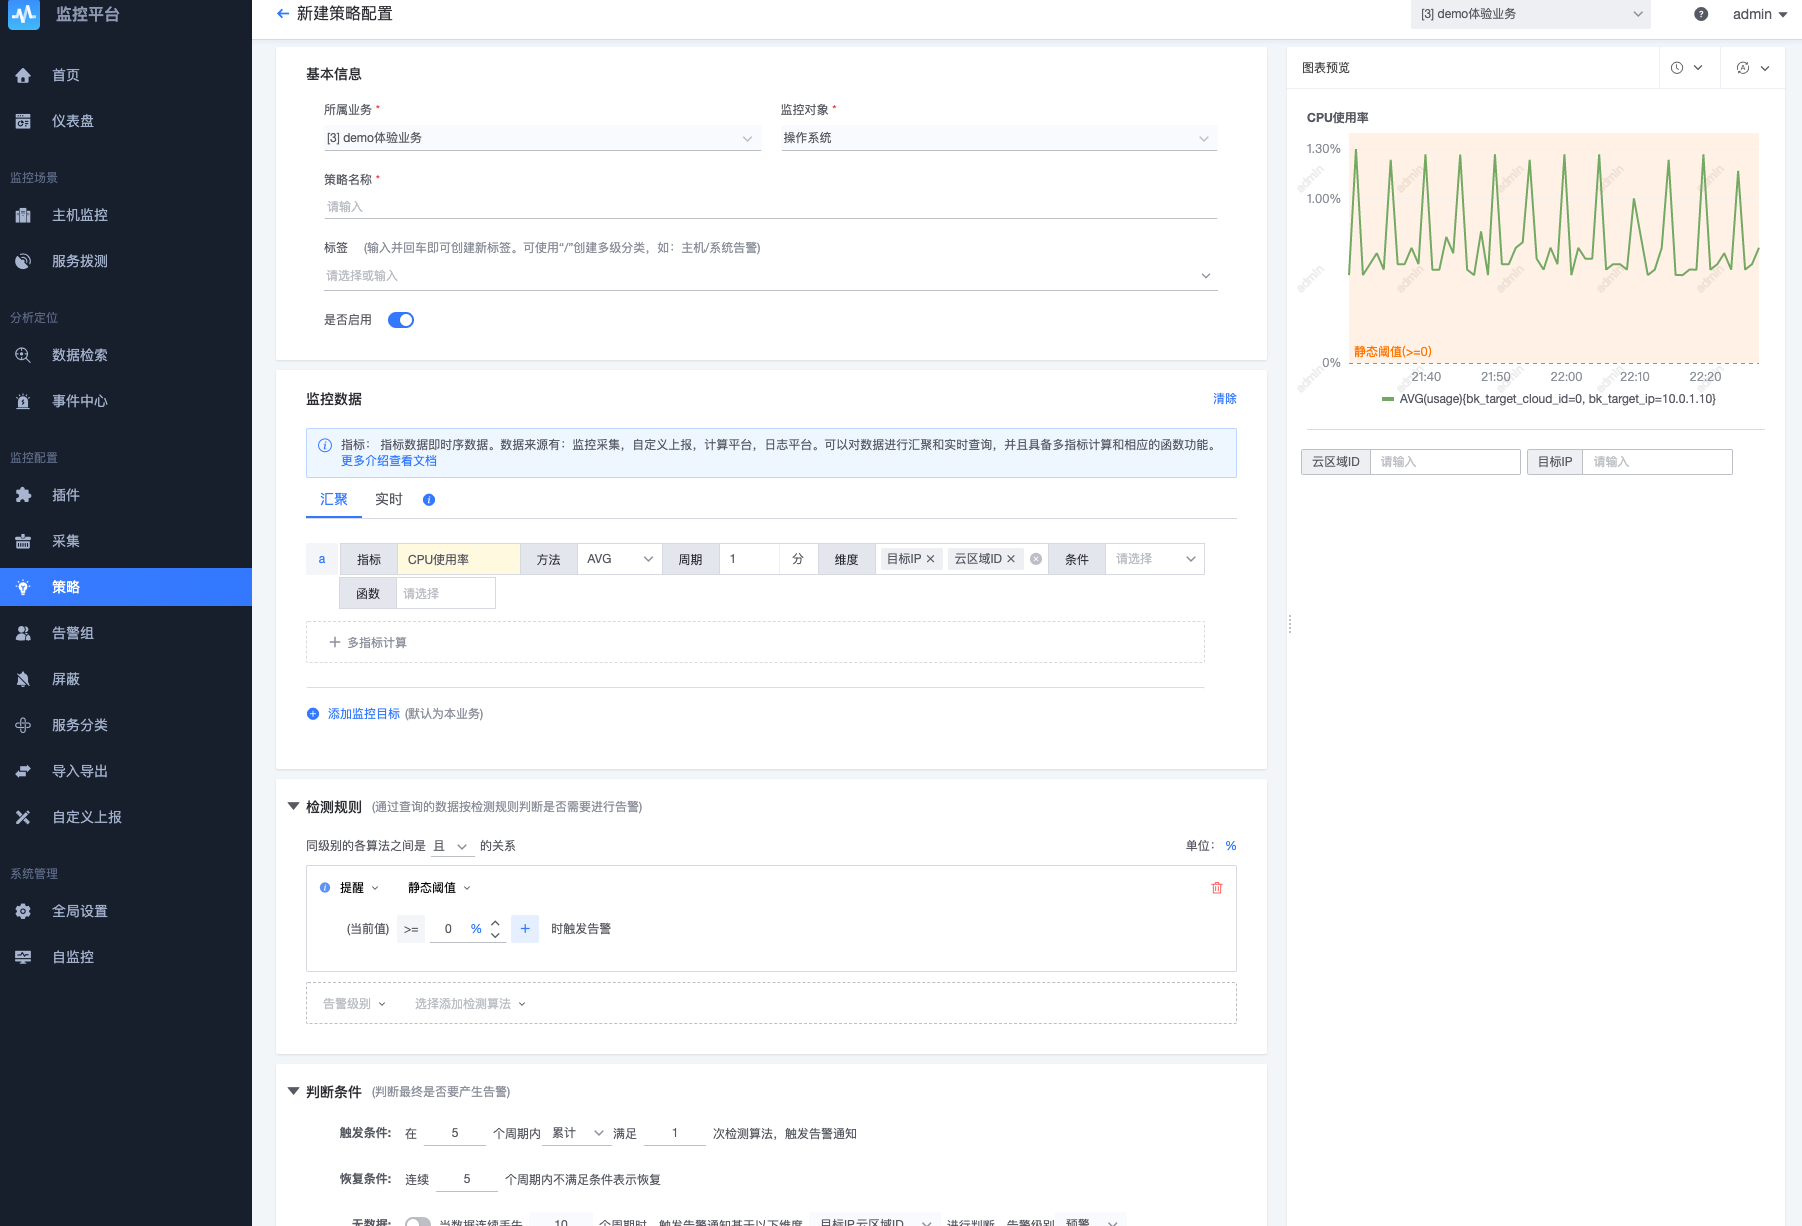 监控平台
新建策略配置
[3] demo体验业务
admin
首页
仪表盘
监控场景
主机监控
服务拨测
分析定位
数据检索
事件中心
监控配置
插件
采集
策略
告警组
屏蔽
服务分类
导入导出
自定义上报
系统管理
全局设置
自监控
基本信息
所属业务 * 监控对象 *
[3] demo体验业务 操作系统
策略名称 *
请输入
标签 (输入并回车即可创建新标签。可使用“/”创建多级分类，如：主机/系统告警)
请选择或输入
是否启用
监控数据 清除
指标： 指标数据即时序数据。数据来源有：监控采集，自定义上报，计算平台，日志平台。可以对数据进行汇聚和实时查询，并且具备多指标计算和相应的函数功能。
更多介绍查看文档
汇聚 实时
a 指标 CPU使用率 方法 AVG 周期 1 分 维度 目标IP 云区域ID 条件 请选择
函数 请选择
多指标计算
添加监控目标 (默认为本业务)
检测规则 (通过查询的数据按检测规则判断是否需要进行告警)
同级别的各算法之间是 且 的关系 单位： %
提醒 静态阈值
(当前值) >= 0 % + 时触发告警
告警级别 选择添加检测算法
判断条件 (判断最终是否要产生告警)
触发条件: 在 5 个周期内 累计 满足 1 次检测算法，触发告警通知
恢复条件: 连续 5 个周期内不满足条件表示恢复
无数据: 当数据连续丢失 10 个周期时，触发告警通知基于以下维度 目标IP,云区域ID 进行判断，告警级别 预警
图表预览
CPU使用率
1.30%
1.00%
0%
静态阈值(>=0)
21:40 21:50 22:00 22:10 22:20
AVG(usage){bk_target_cloud_id=0, bk_target_ip=10.0.1.10}
admin admin admin admin admin
admin admin admin admin admin
admin admin admin admin admin
云区域ID 请输入 目标IP 请输入